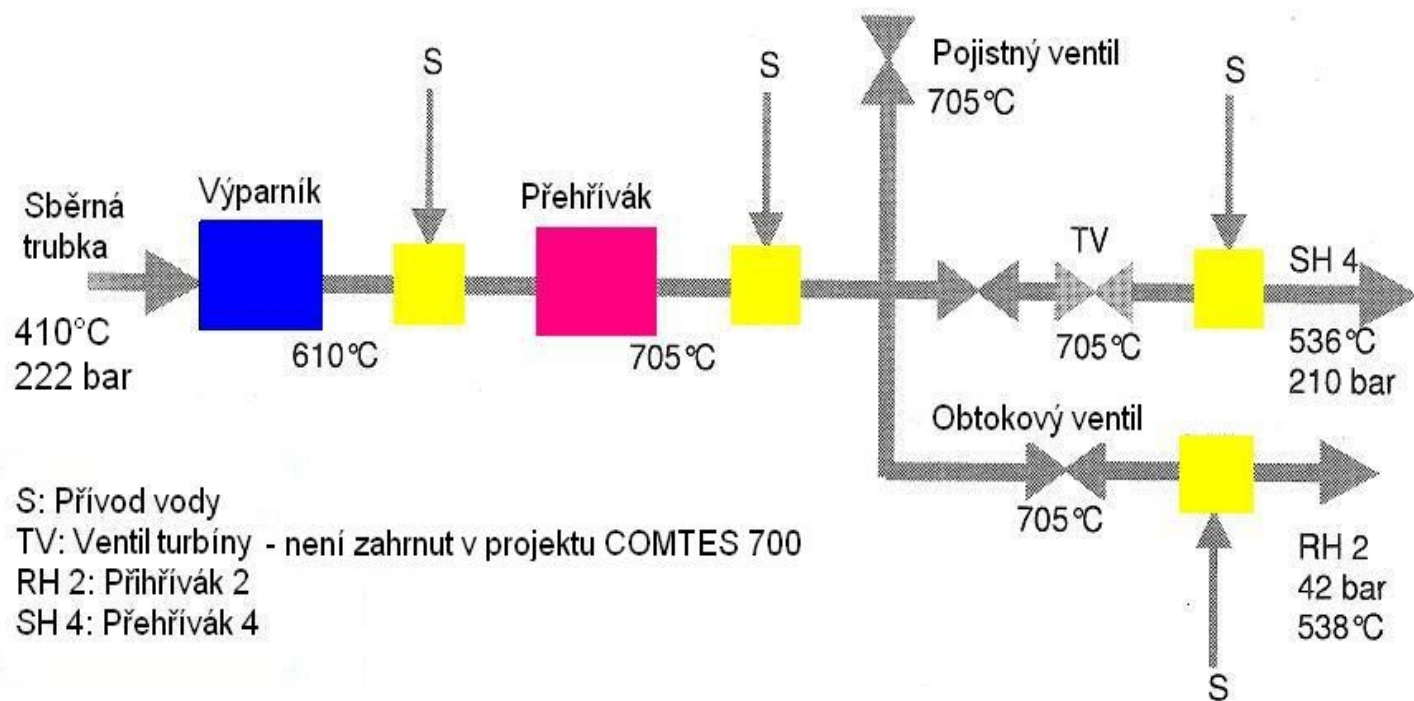 S
S
Pojistný ventil
705°C
S
Sběrná
trubka
Výparník
Přehřívák
TV
SH 4
410°C
222 bar
610°C
705°C
705°C
536°C
210 bar
Obtokový ventil
705°C
S: Přívod vody
TV: Ventil turbíny - není zahrnut v projektu COMTES 700
RH 2: Přihřívák 2
SH 4: Přehřívák 4
RH 2
42 bar
538°C
S